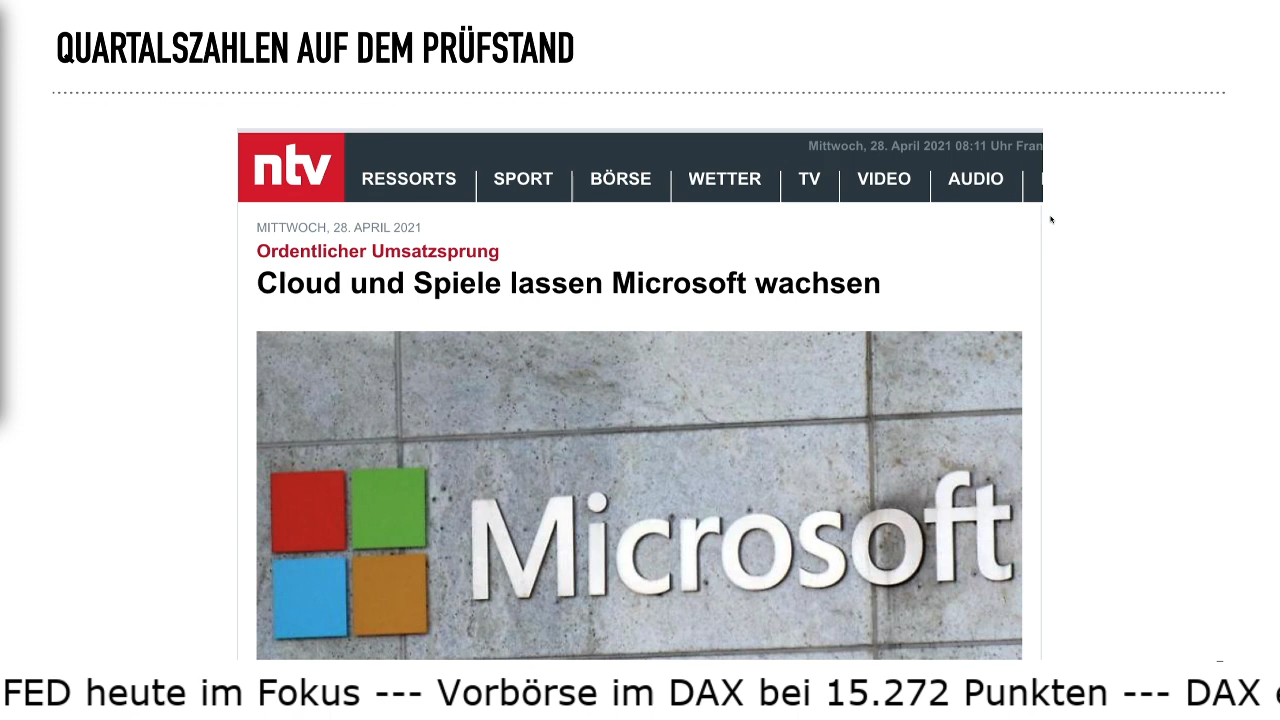 QUARTALSZAHLEN AUF DEM PRÜFSTAND
ntv
Mittwoch, 28. April 2021 08:11 Uhr Fran
RESSORTS SPORT BÖRSE WETTER TV VIDEO AUDIO
MITTWOCH, 28. APRIL 2021
Ordentlicher Umsatzsprung
Cloud und Spiele lassen Microsoft wachsen
Microsoft
FED heute im Fokus --- Vorbörse im DAX bei 15.272 Punkten --- DAX